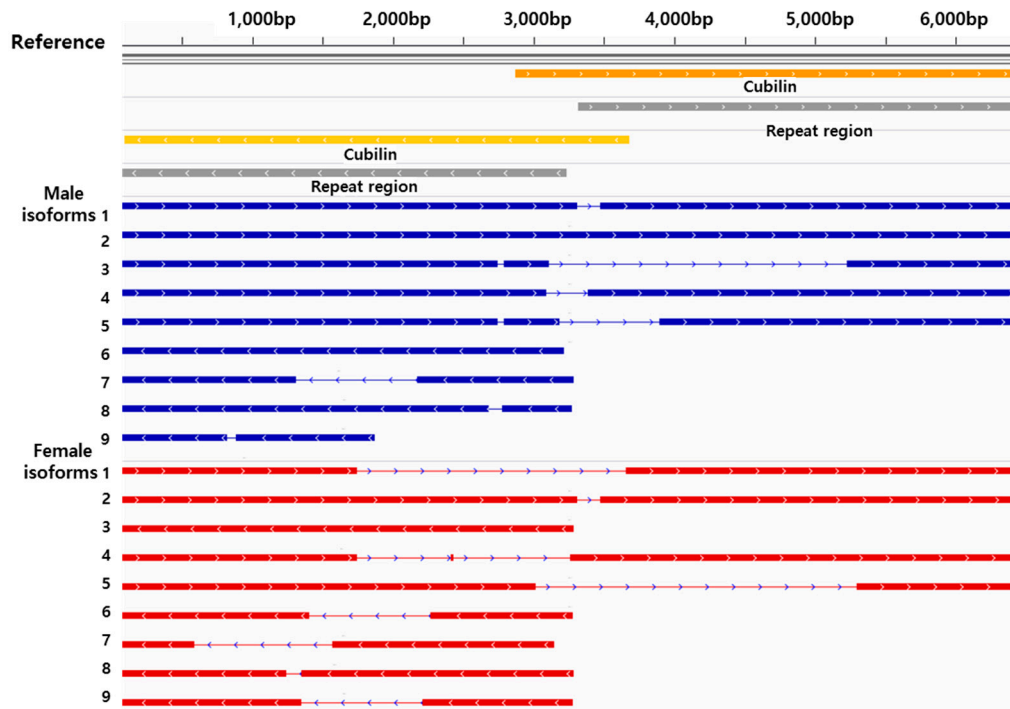 1,000bp 2,000bp 3,000bp 4,000bp 5,000bp 6,000bp
Reference
Cubilin
Repeat region
Cubilin
Repeat region
Male
isoforms 1
2
3
4
5
6
7
8
9
Female
isoforms 1
2
3
4
5
6
7
8
9